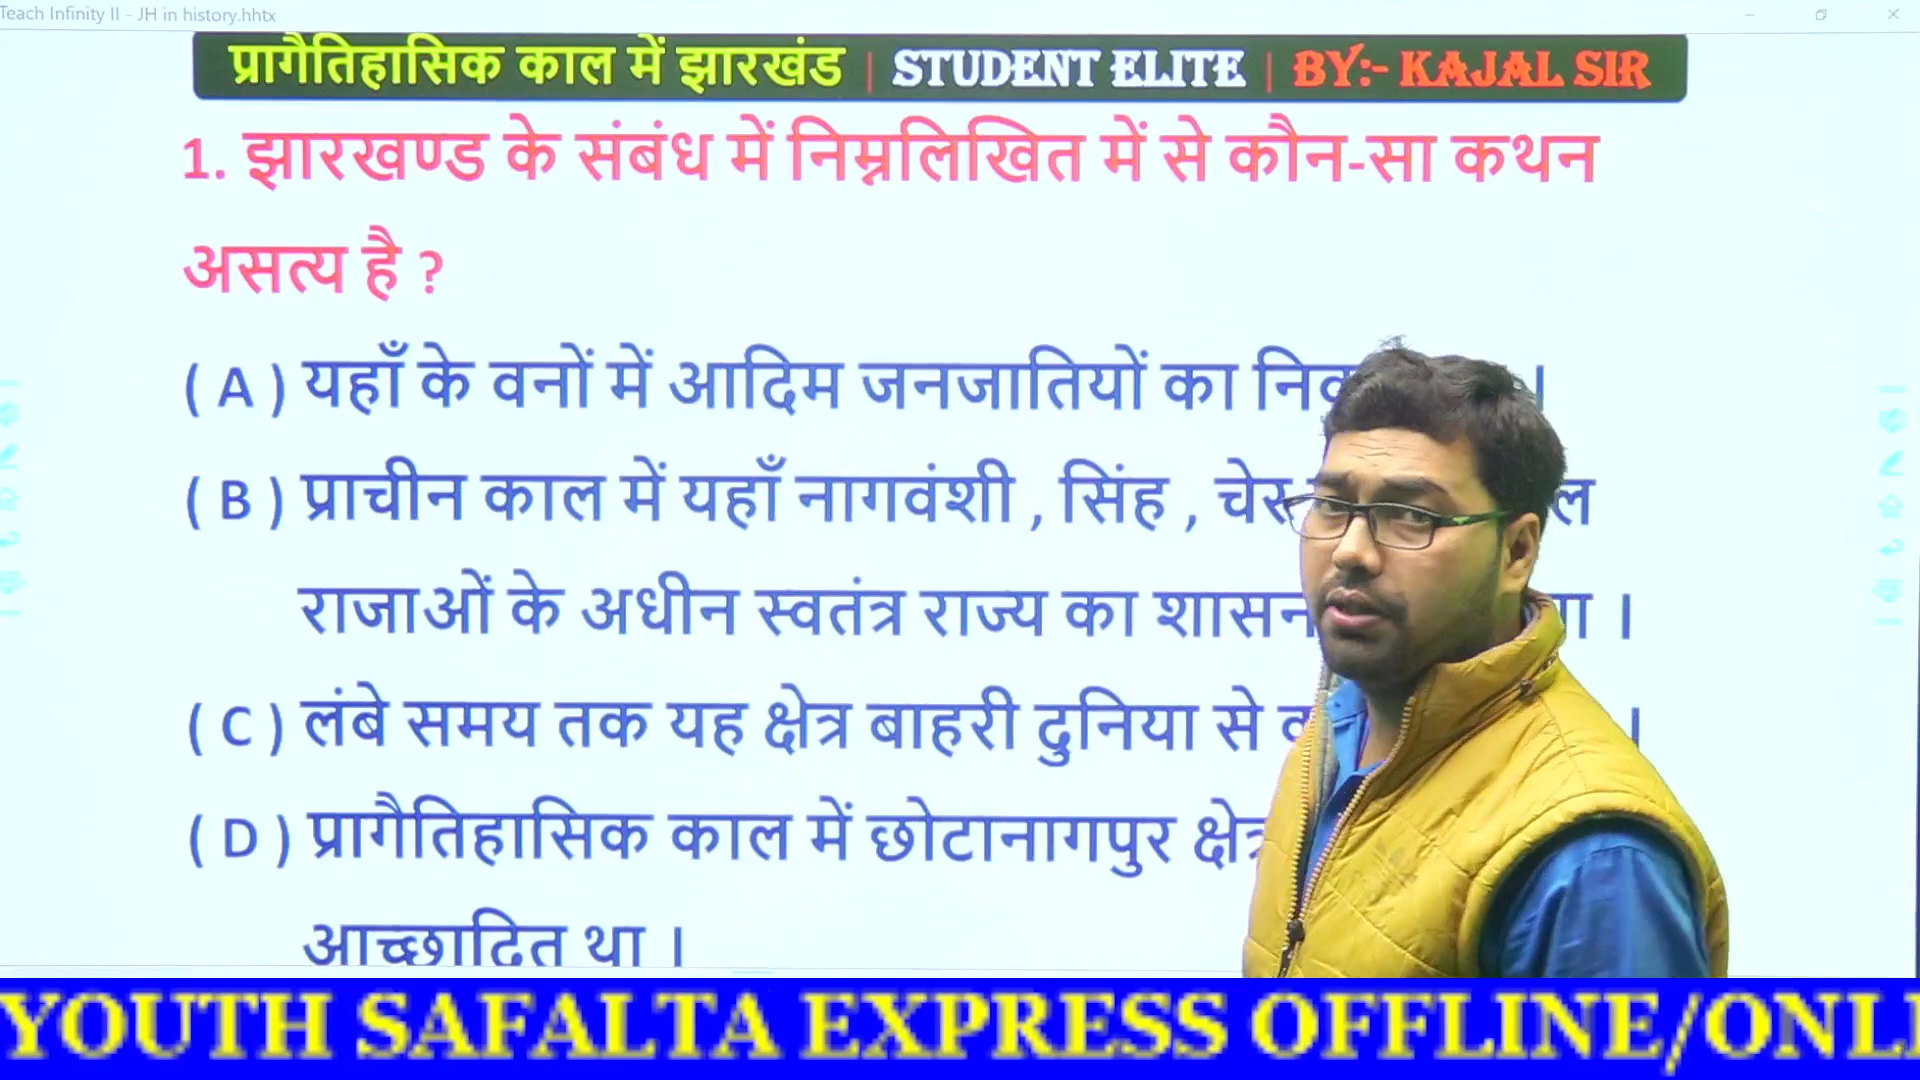 Teach Infinity II - JH in history.hhtx
प्रागैतिहासिक काल में झारखंड | STUDENT ELITE | BY:- KAJAL SIR
1. झारखण्ड के संबंध में निम्नलिखित में से कौन-सा कथन
असत्य है ?
( A ) यहाँ के वनों में आदिम जनजातियों का ।
( B ) प्राचीन काल में यहाँ नागवंशी , सिंह ,
राजाओं के अधीन स्वतंत्र राज्य का शासन ।
( C ) लंबे समय तक यह क्षेत्र बाहरी दुनिया से ।
( D ) प्रागैतिहासिक काल में छोटानागपुर क्षेत्र
आच्छादित था ।
YOUTH SAFALTA EXPRESS OFFLINE/ONLI